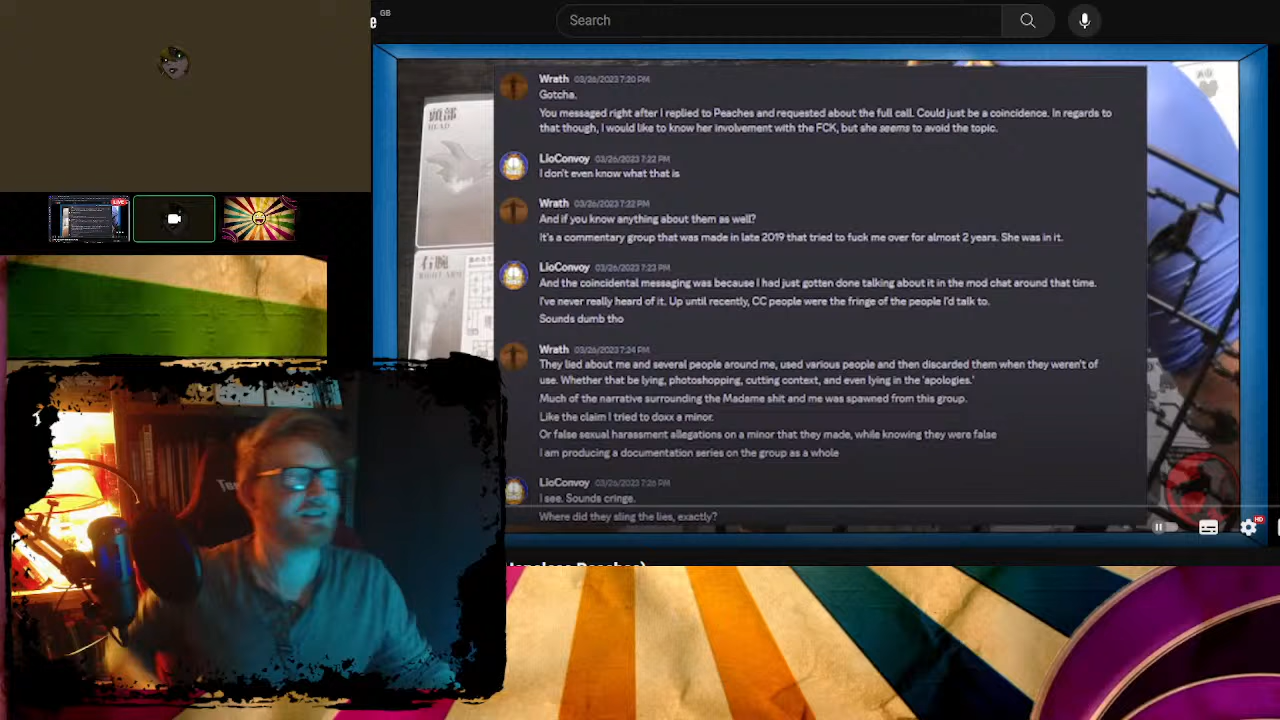 GB
Search
LIVE
頭部
HEAD
右腕
RIGHT ARM
Wrath 03/26/2023 7:20 PM
Gotcha.
You messaged right after I replied to Peaches and requested about the full call. Could just be a coincidence. In regards to
that though, I would like to know her involvement with the FCK, but she seems to avoid the topic.
LioConvoy 03/26/2023 7:22 PM
I don't even know what that is
Wrath 03/26/2023 7:22 PM
And if you know anything about them as well?
It's a commentary group that was made in late 2019 that tried to fuck me over for almost 2 years. She was in it.
LioConvoy 03/26/2023 7:23 PM
And the coincidental messaging was because I had just gotten done talking about it in the mod chat around that time.
I've never really heard of it. Up until recently, CC people were the fringe of the people I'd talk to.
Sounds dumb tho
Wrath 03/26/2023 7:24 PM
They lied about me and several people around me, used various people and then discarded them when they weren't of
use. Whether that be lying, photoshopping, cutting context, and even lying in the 'apologies.'
Much of the narrative surrounding the Madame shit and me was spawned from this group.
Like the claim I tried to doxx a minor.
Or false sexual harassment allegations on a minor that they made, while knowing they were false
I am producing a documentation series on the group as a whole
LioConvoy 03/26/2023 7:26 PM
I see. Sounds cringe.
Where did they sling the lies, exactly?
HD